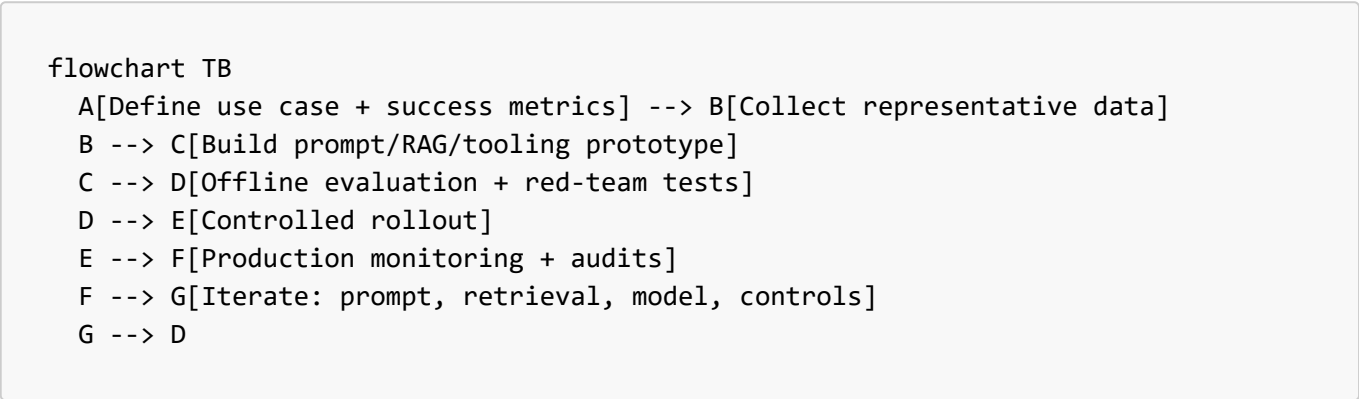 flowchart TB
A[Define use case + success metrics] --> B[Collect representative data]
B --> C[Build prompt/RAG/tooling prototype]
C --> D[Offline evaluation + red-team tests]
D --> E[Controlled rollout]
E --> F[Production monitoring + audits]
F --> G[Iterate: prompt, retrieval, model, controls]
G --> D